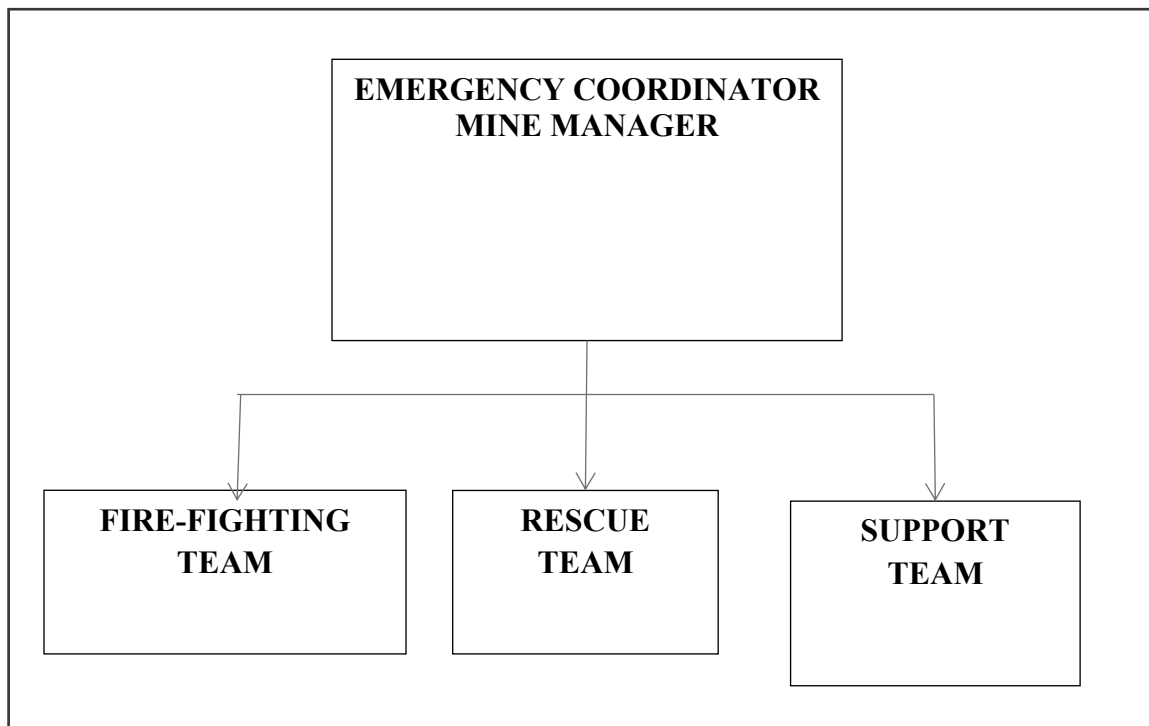 EMERGENCY COORDINATOR
MINE MANAGER
FIRE-FIGHTING
TEAM
RESCUE
TEAM
SUPPORT
TEAM